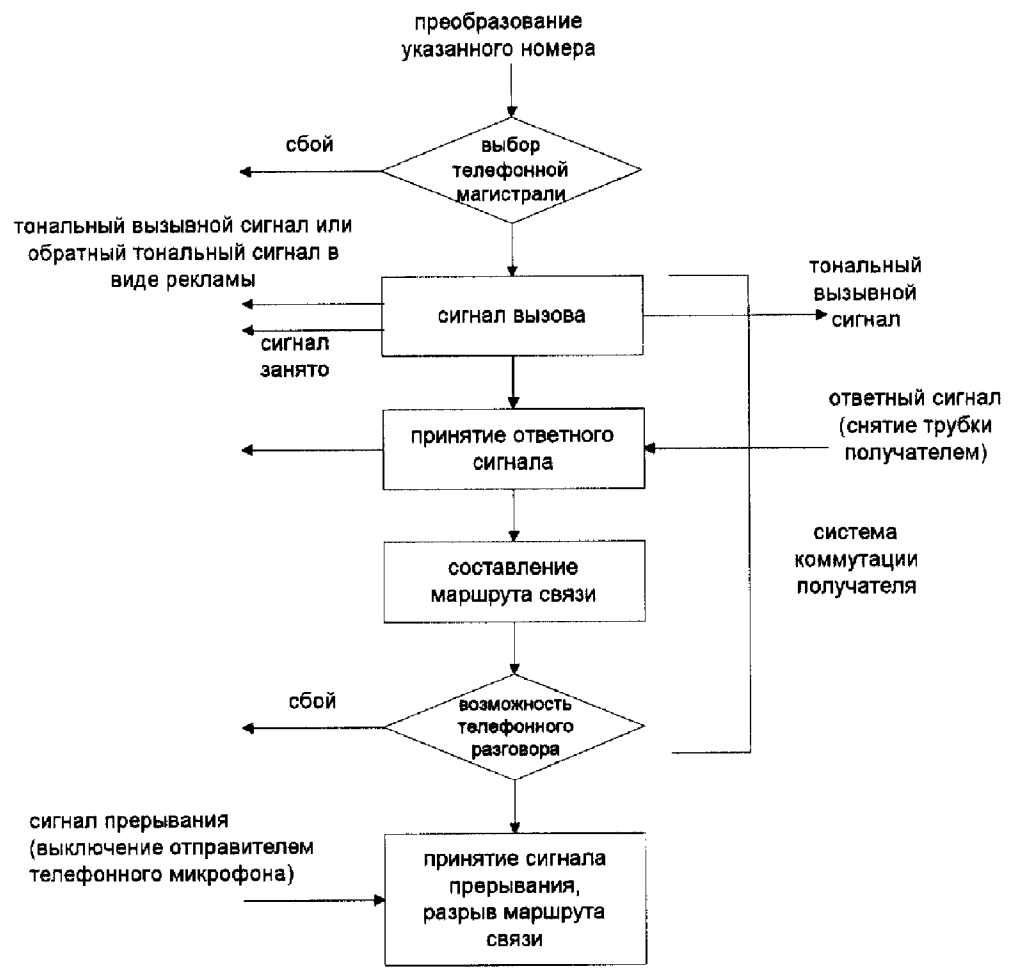 преобразование
указанного номера
сбой
выбор
телефонной
магистрали
тональный вызывной сигнал или
обратный тональный сигнал в
виде рекламы
сигнал вызова
тональный
вызывной
сигнал
сигнал
занято
принятие ответного
сигнала
ответный сигнал
(снятие трубки
получателем)
составление
маршрута связи
система
коммутации
получателя
сбой
возможность
телефонного
разговора
сигнал прерывания
(выключение отправителем
телефонного микрофона)
принятие сигнала
прерывания,
разрыв маршрута
связи